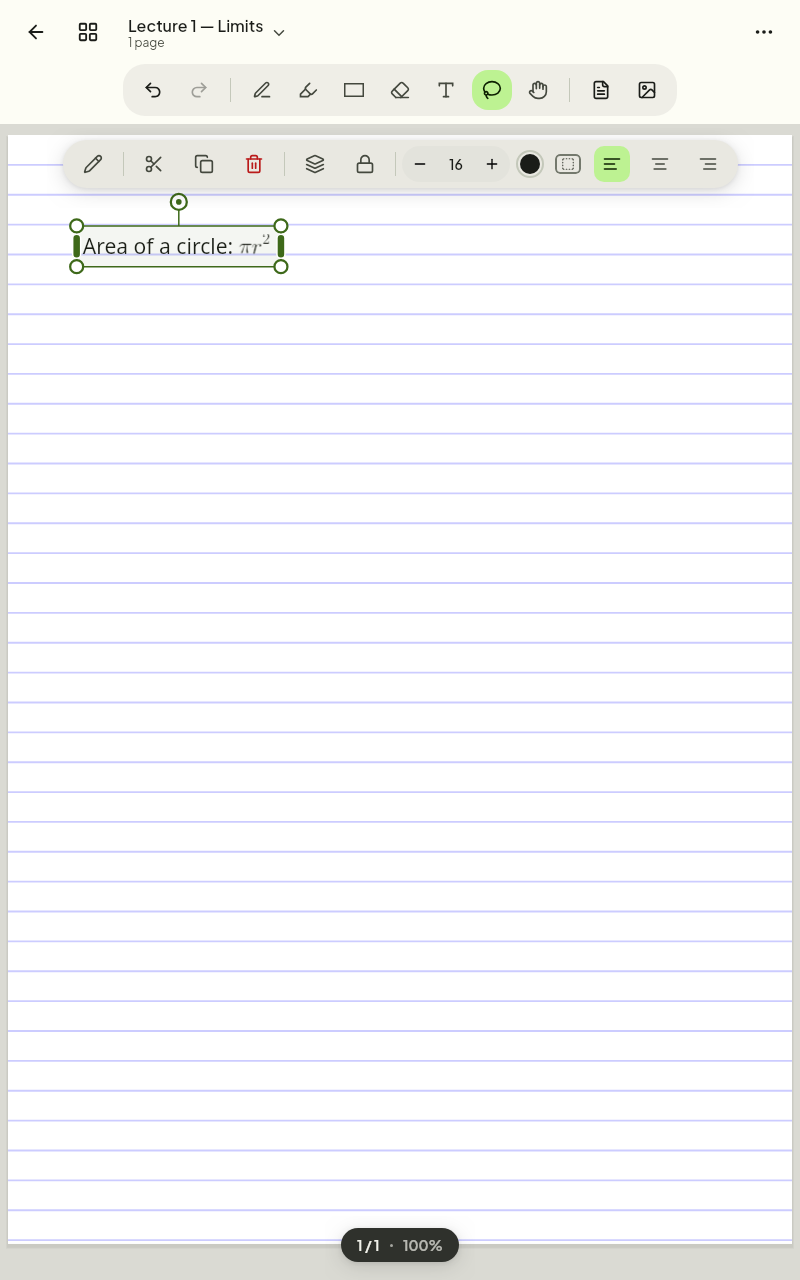 Lecture 1 — Limits
1 page
T
16
Area of a circle: πr²
1 / 1 · 100%